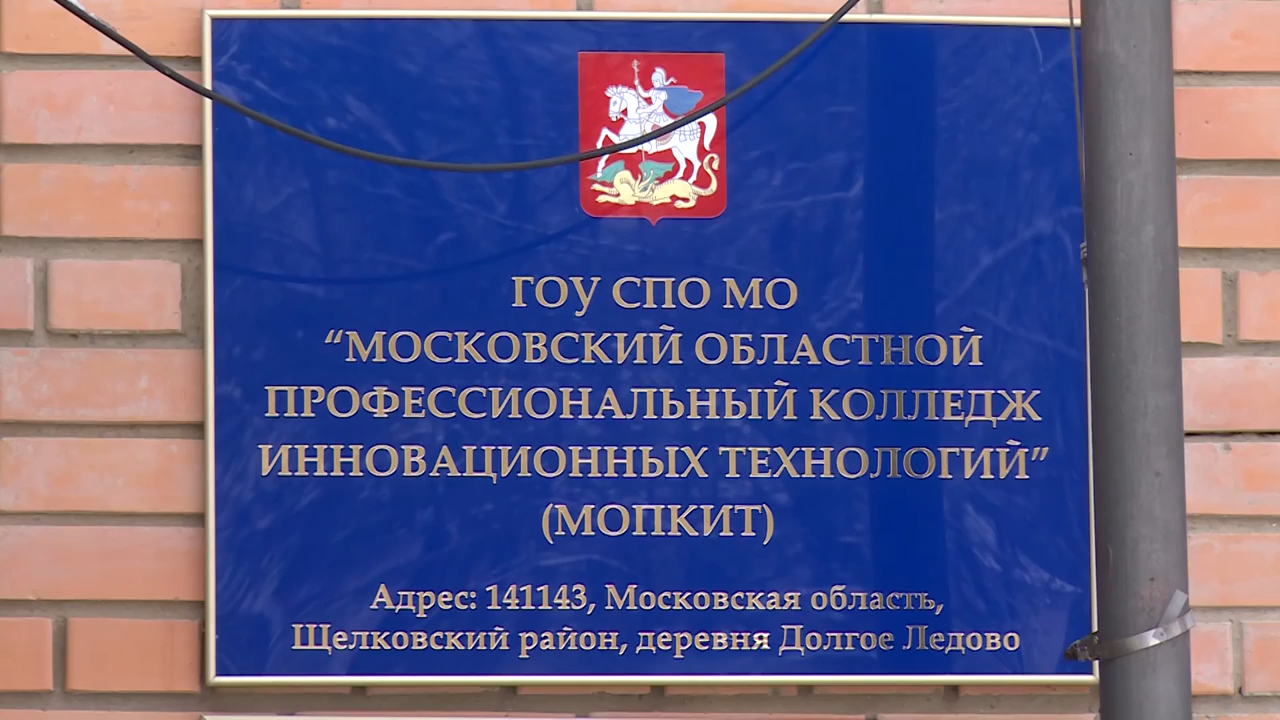 ГОУ СПО МО
“МОСКОВСКИЙ ОБЛАСТНОЙ
ПРОФЕССИОНАЛЬНЫЙ КОЛЛЕДЖ
ИННОВАЦИОННЫХ ТЕХНОЛОГИЙ”
(МОПКИТ)
Адрес: 141143, Московская область,
Щелковский район, деревня Долгое Ледово